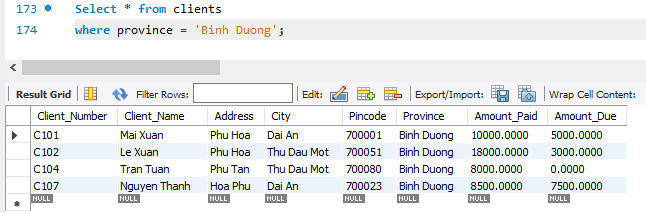 173 Select * from clients
174 where province = 'Binh Duong';
Result Grid Filter Rows: Edit: Export/Import: Wrap Cell Content:
Client_Number Client_Name Address City Pincode Province Amount_Paid Amount_Due
C101 Mai Xuan Phu Hoa Dai An 700001 Binh Duong 10000.0000 5000.0000
C102 Le Xuan Phu Hoa Thu Dau Mot 700051 Binh Duong 18000.0000 3000.0000
C104 Tran Tuan Phu Tan Thu Dau Mot 700080 Binh Duong 8000.0000 0.0000
C107 Nguyen Thanh Hoa Phu Dai An 700023 Binh Duong 8500.0000 7500.0000
NULL NULL NULL NULL NULL NULL NULL NULL